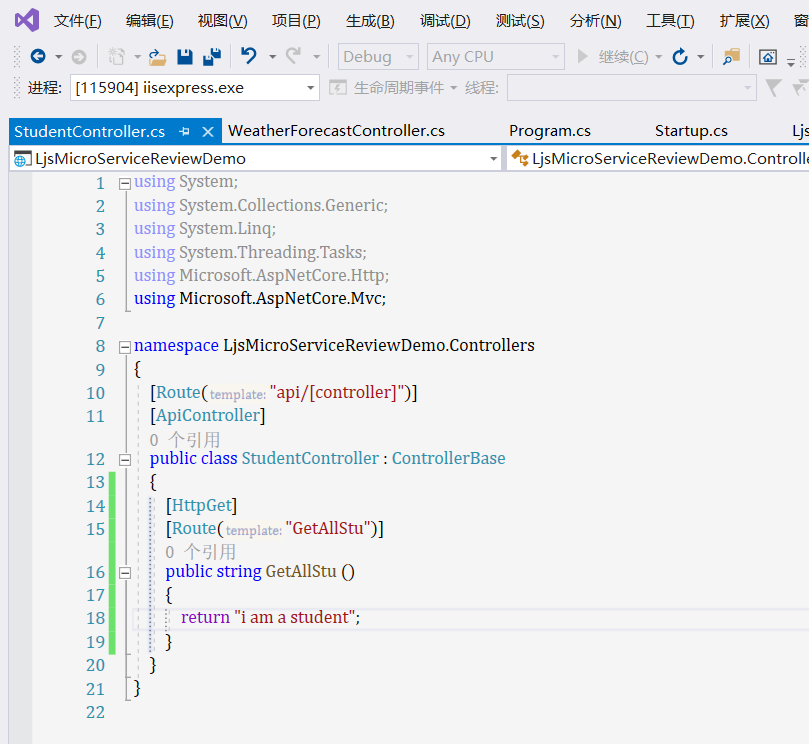 文件(F) 编辑(E) 视图(V) 项目(P) 生成(B) 调试(D) 测试(S) 分析(N) 工具(T) 扩展(X) 窗
Debug Any CPU 继续(C)
进程: [115904] iisexpress.exe 生命周期事件 线程:
StudentController.cs WeatherForecastController.cs Program.cs Startup.cs Ljs
LjsMicroServiceReviewDemo LjsMicroServiceReviewDemo.Controlle
1 using System;
2 using System.Collections.Generic;
3 using System.Linq;
4 using System.Threading.Tasks;
5 using Microsoft.AspNetCore.Http;
6 using Microsoft.AspNetCore.Mvc;
7
8 namespace LjsMicroServiceReviewDemo.Controllers
9 {
10 [Route(template: "api/[controller]")]
11 [ApiController]
0 个引用
12 public class StudentController : ControllerBase
13 {
14 [HttpGet]
15 [Route(template: "GetAllStu")]
0 个引用
16 public string GetAllStu ()
17 {
18 return "i am a student";
19 }
20 }
21 }
22